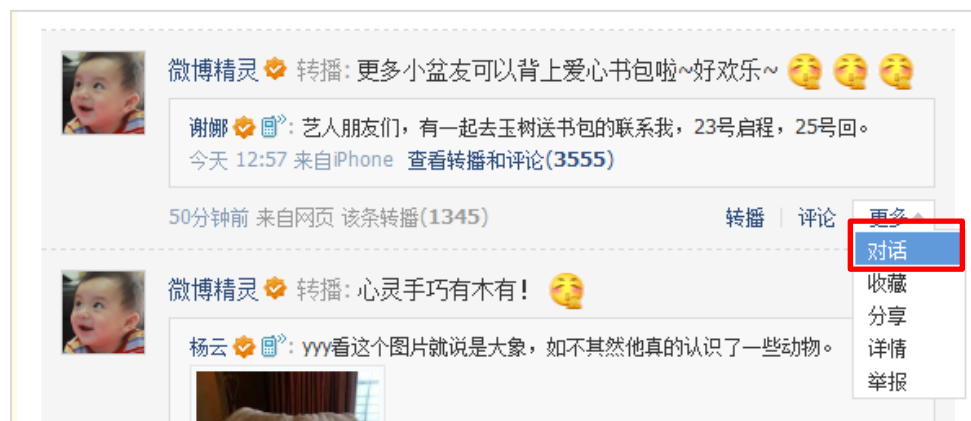 微博精灵 转播: 更多小盆友可以背上爱心书包啦~好欢乐~
谢娜 : 艺人朋友们，有一起去玉树送书包的联系我，23号启程，25号回。
今天 12:57 来自iPhone 查看转播和评论(3555)
50分钟前 来自网页 该条转播(1345) 转播 | 评论 更多
对话
收藏
分享
详情
举报
微博精灵 转播: 心灵手巧有木有！
杨云 : yyy看这个图片就说是大象，如不其然他真的认识了一些动物。